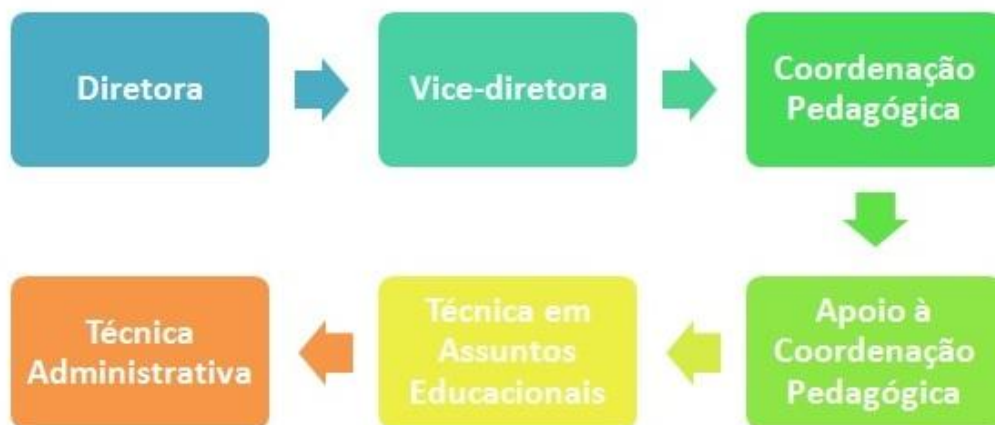 Diretora
Vice-diretora
Coordenação
Pedagógica
Apoio à
Coordenação
Pedagógica
Técnica em
Assuntos
Educacionais
Técnica
Administrativa